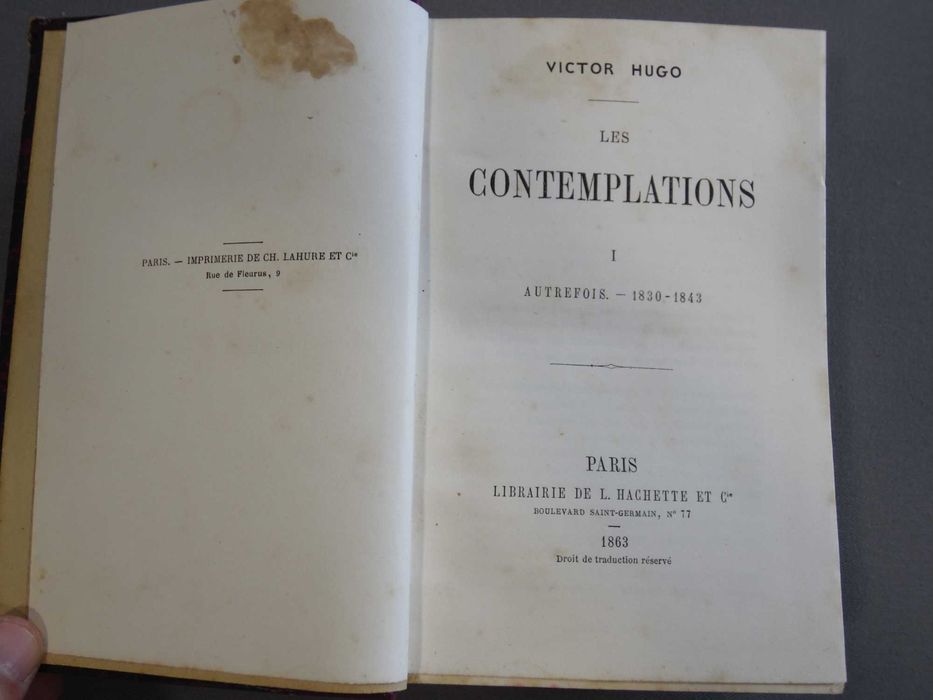 PARIS. — IMPRIMERIE DE CH. LAHURE ET Cie
Rue de Fleurus, 9
VICTOR HUGO
LES
CONTEMPLATIONS
I
AUTREFOIS. — 1830-1843
PARIS
LIBRAIRIE DE L. HACHETTE ET Cie
BOULEVARD SAINT-GERMAIN, N° 77
1863
Droit de traduction réservé